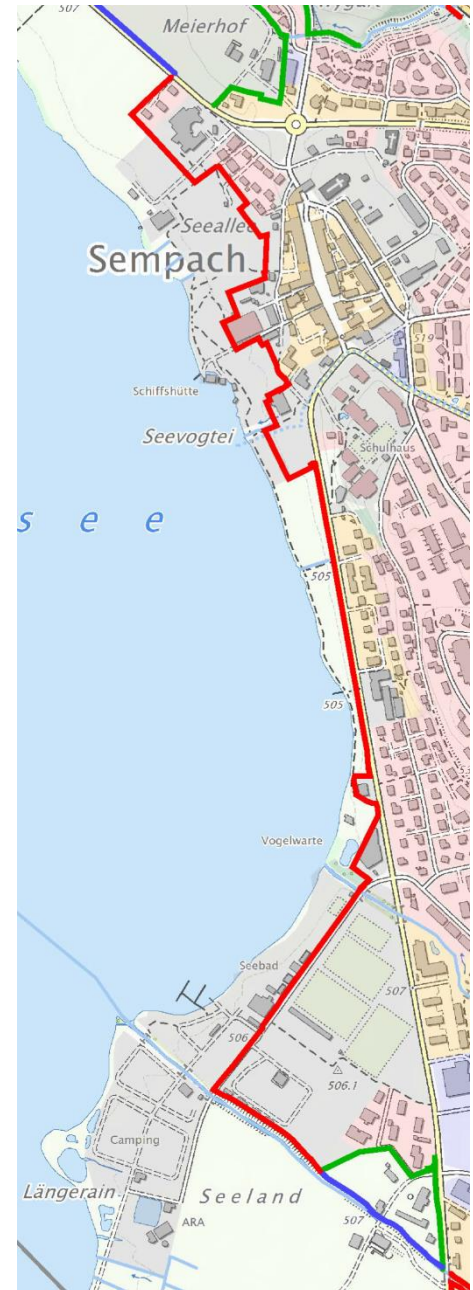 507
Meierhof
Seeallee
Sempach
519
Schiffshütte
Seevogtei
Schulhaus
s e e
505
505
Vogelwarte
Seebad
507
506
506.1
Camping
Längerain
Seeland
ARA
507